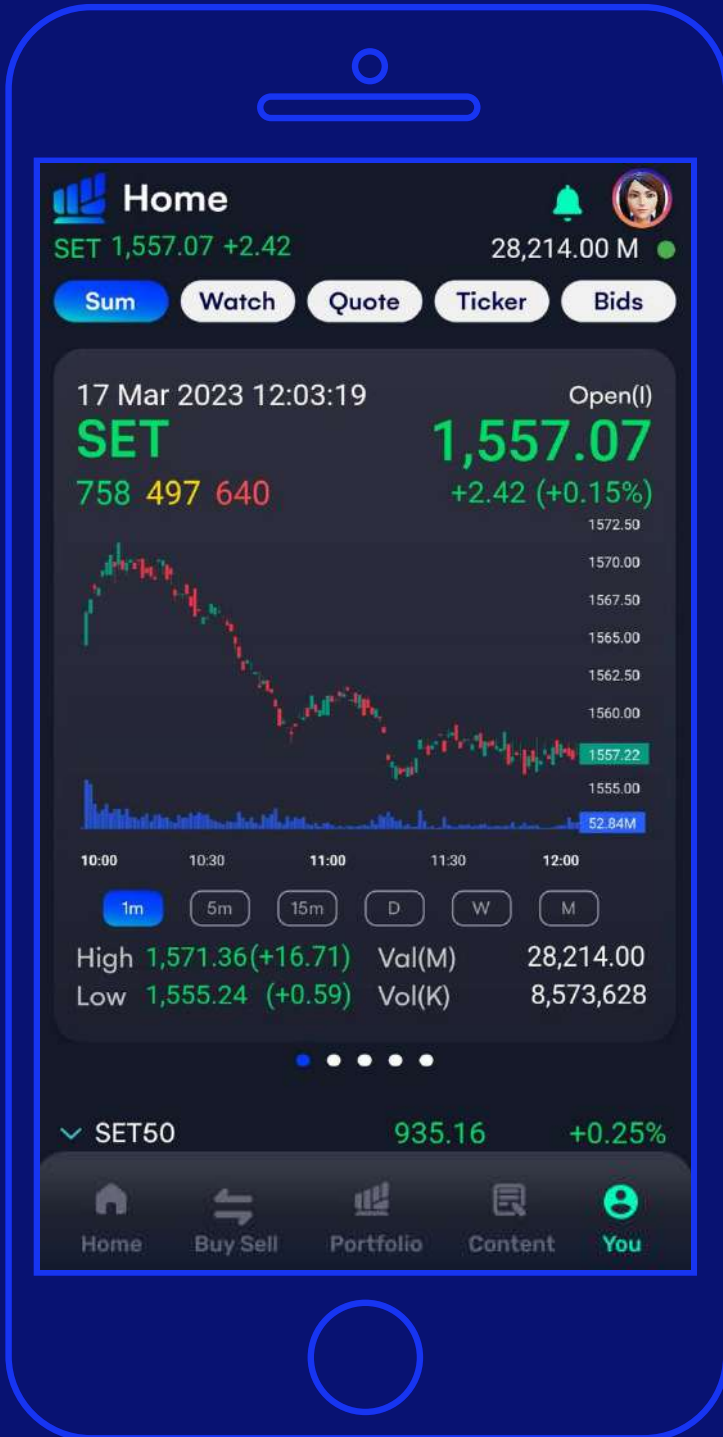 Home
SET 1,557.07 +2.42 28,214.00 M
Sum Watch Quote Ticker Bids
17 Mar 2023 12:03:19 Open(I)
SET 1,557.07
758 497 640 +2.42 (+0.15%)
1572.50
1570.00
1567.50
1565.00
1562.50
1560.00
1557.22
1555.00
52.84M
10:00 10:30 11:00 11:30 12:00
1m 5m 15m D W M
High 1,571.36(+16.71) Val(M) 28,214.00
Low 1,555.24 (+0.59) Vol(K) 8,573,628
SET50 935.16 +0.25%
Home Buy Sell Portfolio Content You